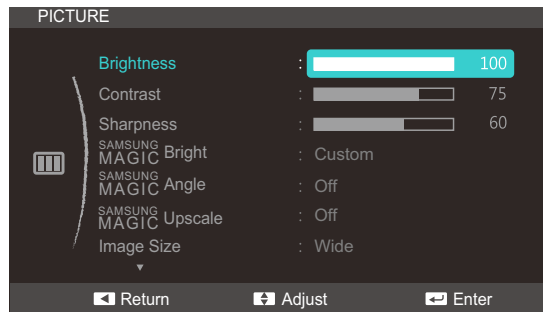 PICTURE
Brightness : 100
Contrast : 75
Sharpness : 60
SAMSUNG MAGIC Bright : Custom
SAMSUNG MAGIC Angle : Off
SAMSUNG MAGIC Upscale : Off
Image Size : Wide
Return Adjust Enter